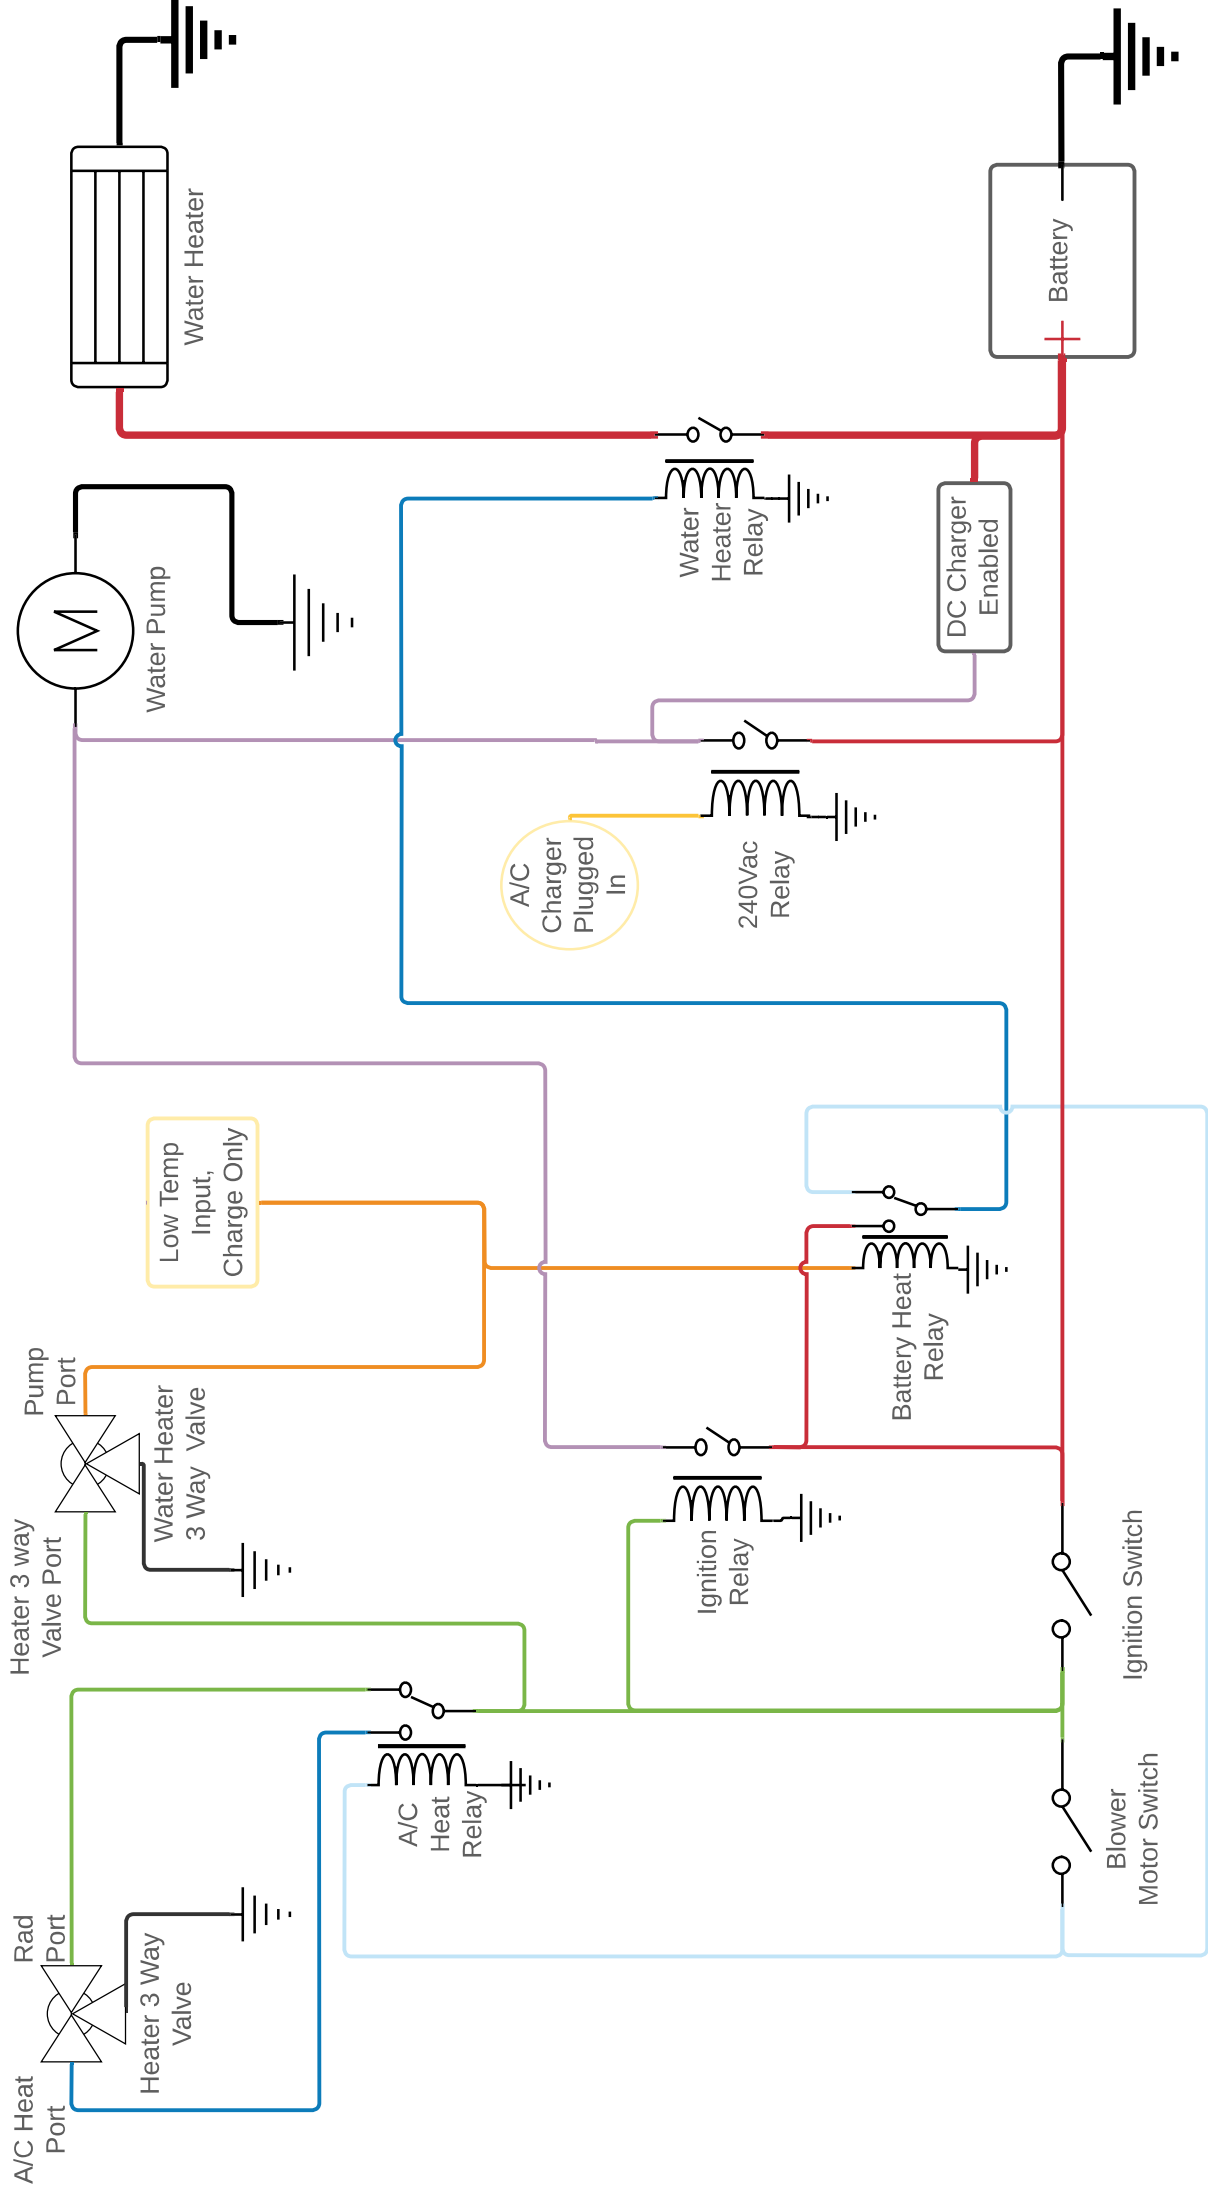 A/C Heat
Port
Rad
Port
Heater 3 Way
Valve
Heater 3 way
Valve Port
Pump
Port
Water Heater
3 Way Valve
Low Temp
Input,
Charge Only
Water Pump
M
Water Heater
A/C
Heat
Relay
A/C
Charger
Plugged
In
Ignition
Relay
240Vac
Relay
Water
Heater
Relay
Battery Heat
Relay
DC Charger
Enabled
Battery
Blower
Motor Switch
Ignition Switch